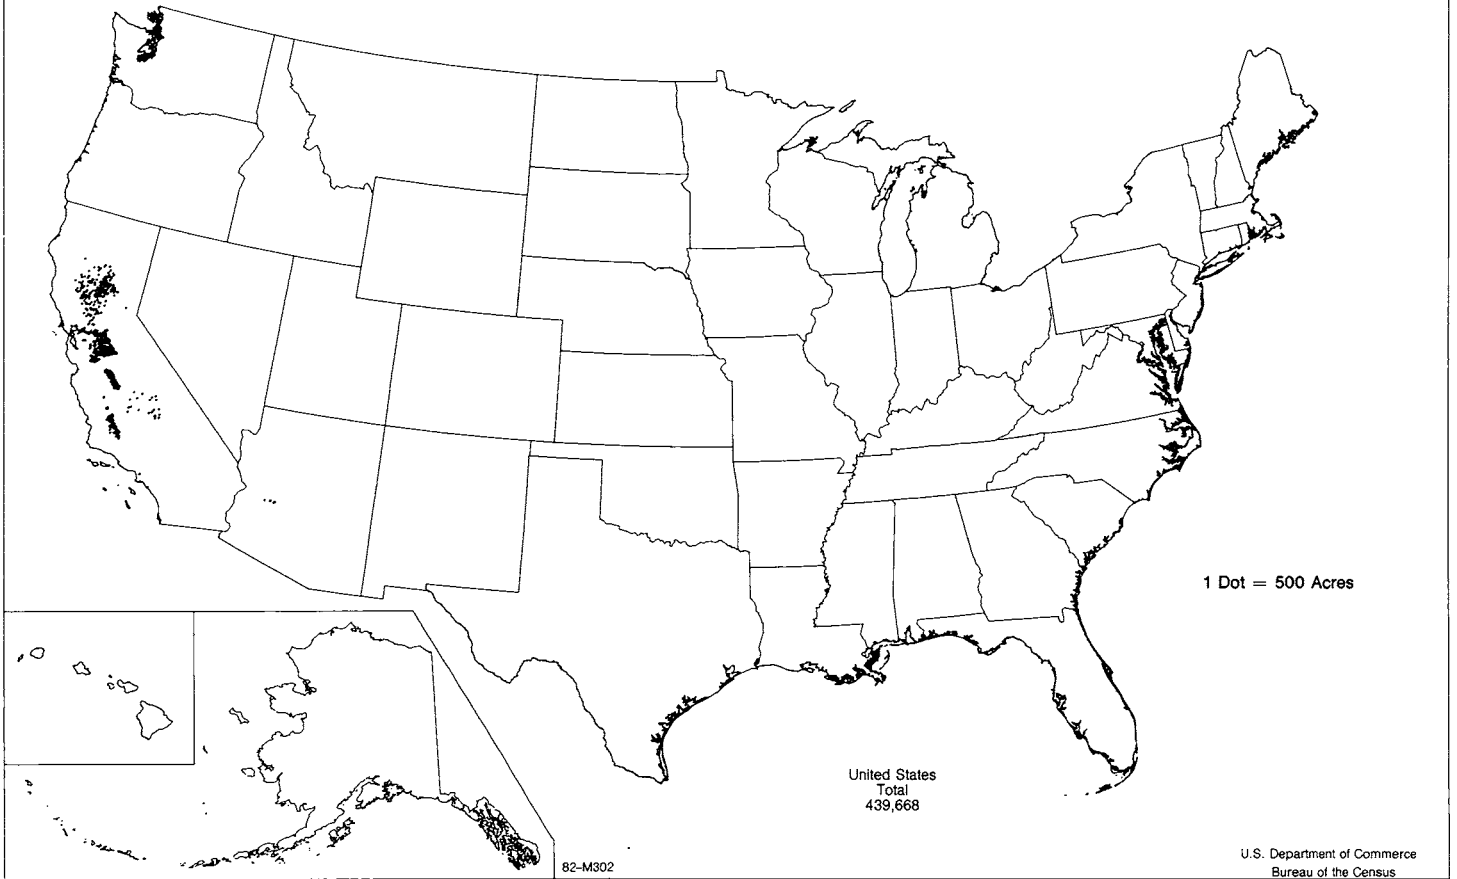 1 Dot = 500 Acres
United States
Total
439,668
82-M302
U.S. Department of Commerce
Bureau of the Census